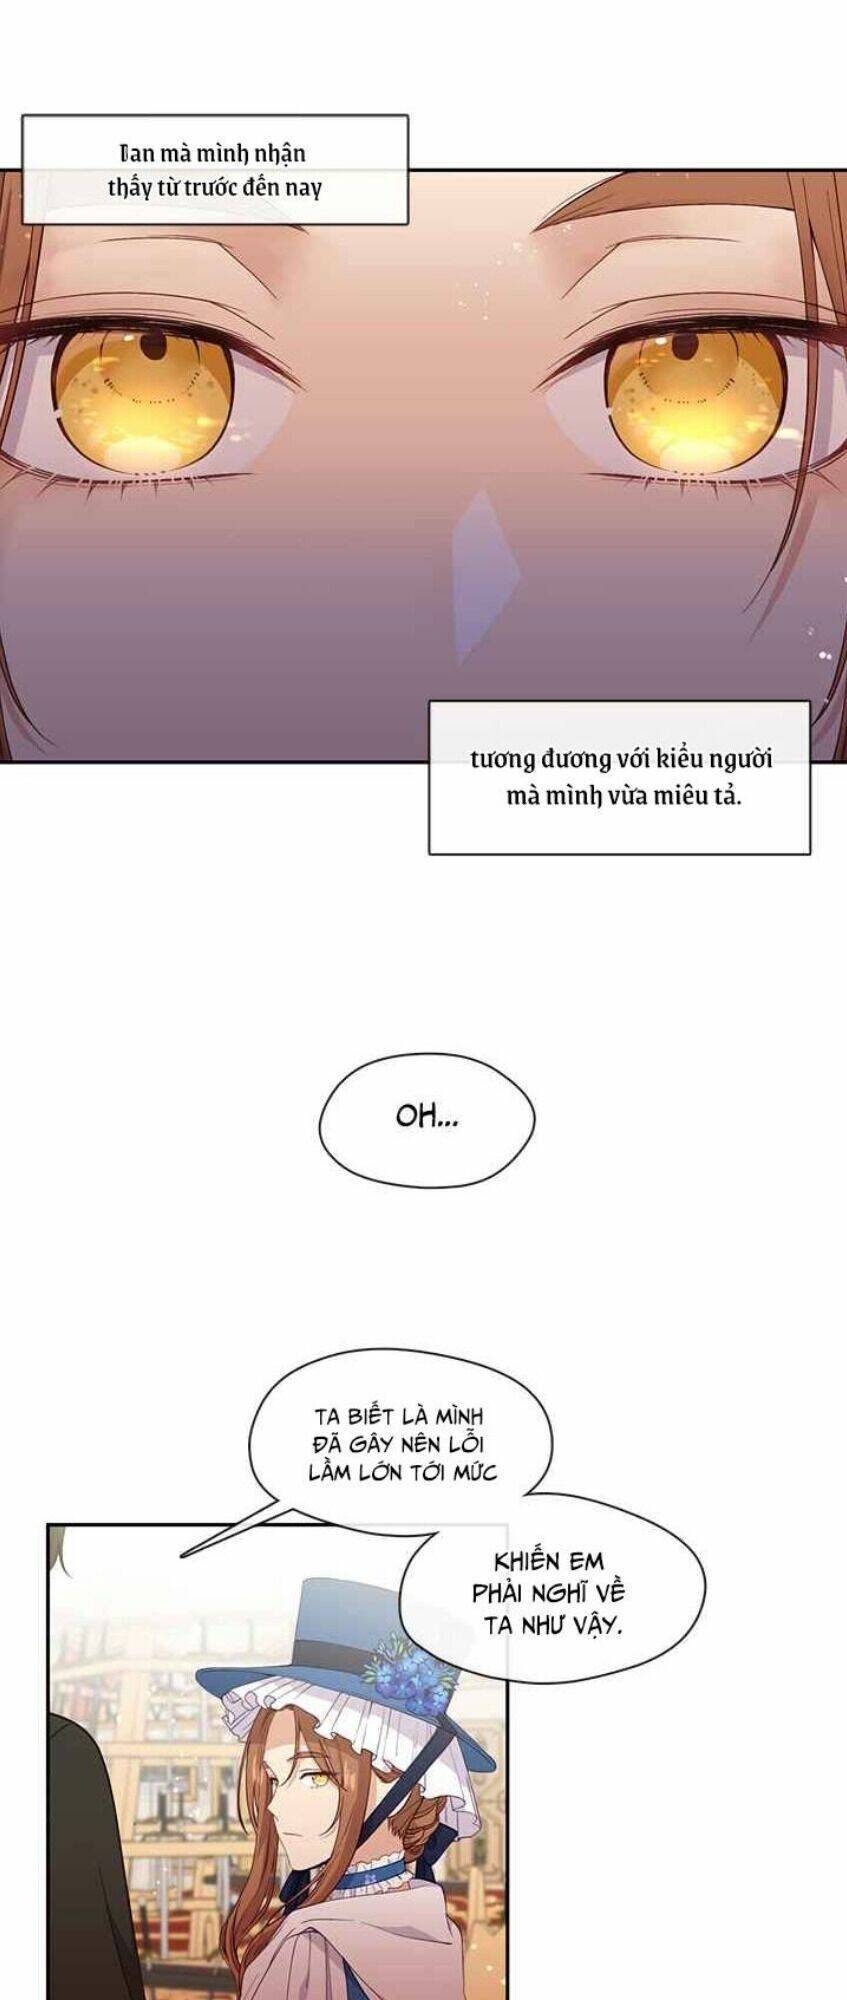 Ian mà mình nhận
thấy từ trước đến nay
tương đương với kiểu người
mà mình vừa miêu tả.
OH...
TA BIẾT LÀ MÌNH
ĐÃ GÂY NÊN LỖI
LẦM LỚN TỚI MỨC
KHIẾN EM
PHẢI NGHĨ VỀ
TA NHƯ VẬY.